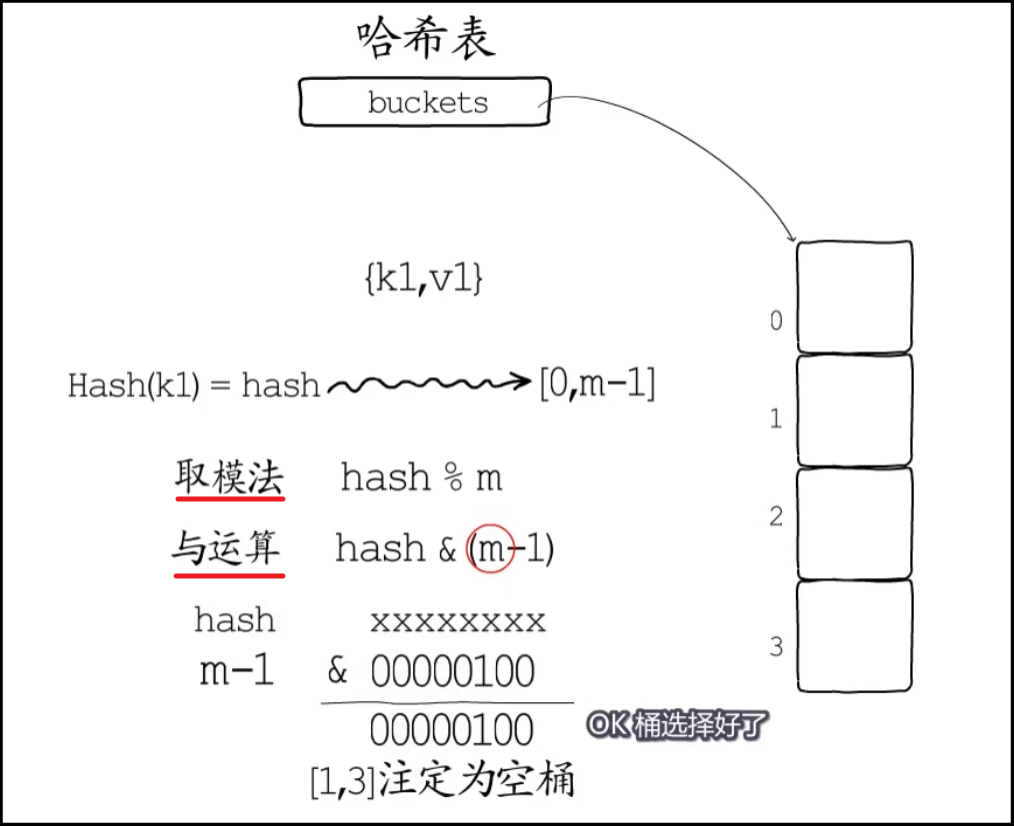 哈希表
buckets
{k1,v1}
Hash(k1) = hash [0,m-1]
取模法 hash % m
与运算 hash & (m-1)
hash xxxxxxxx
m-1 & 00000100
00000100
[1,3]注定为空桶
OK 桶选择好了
0
1
2
3